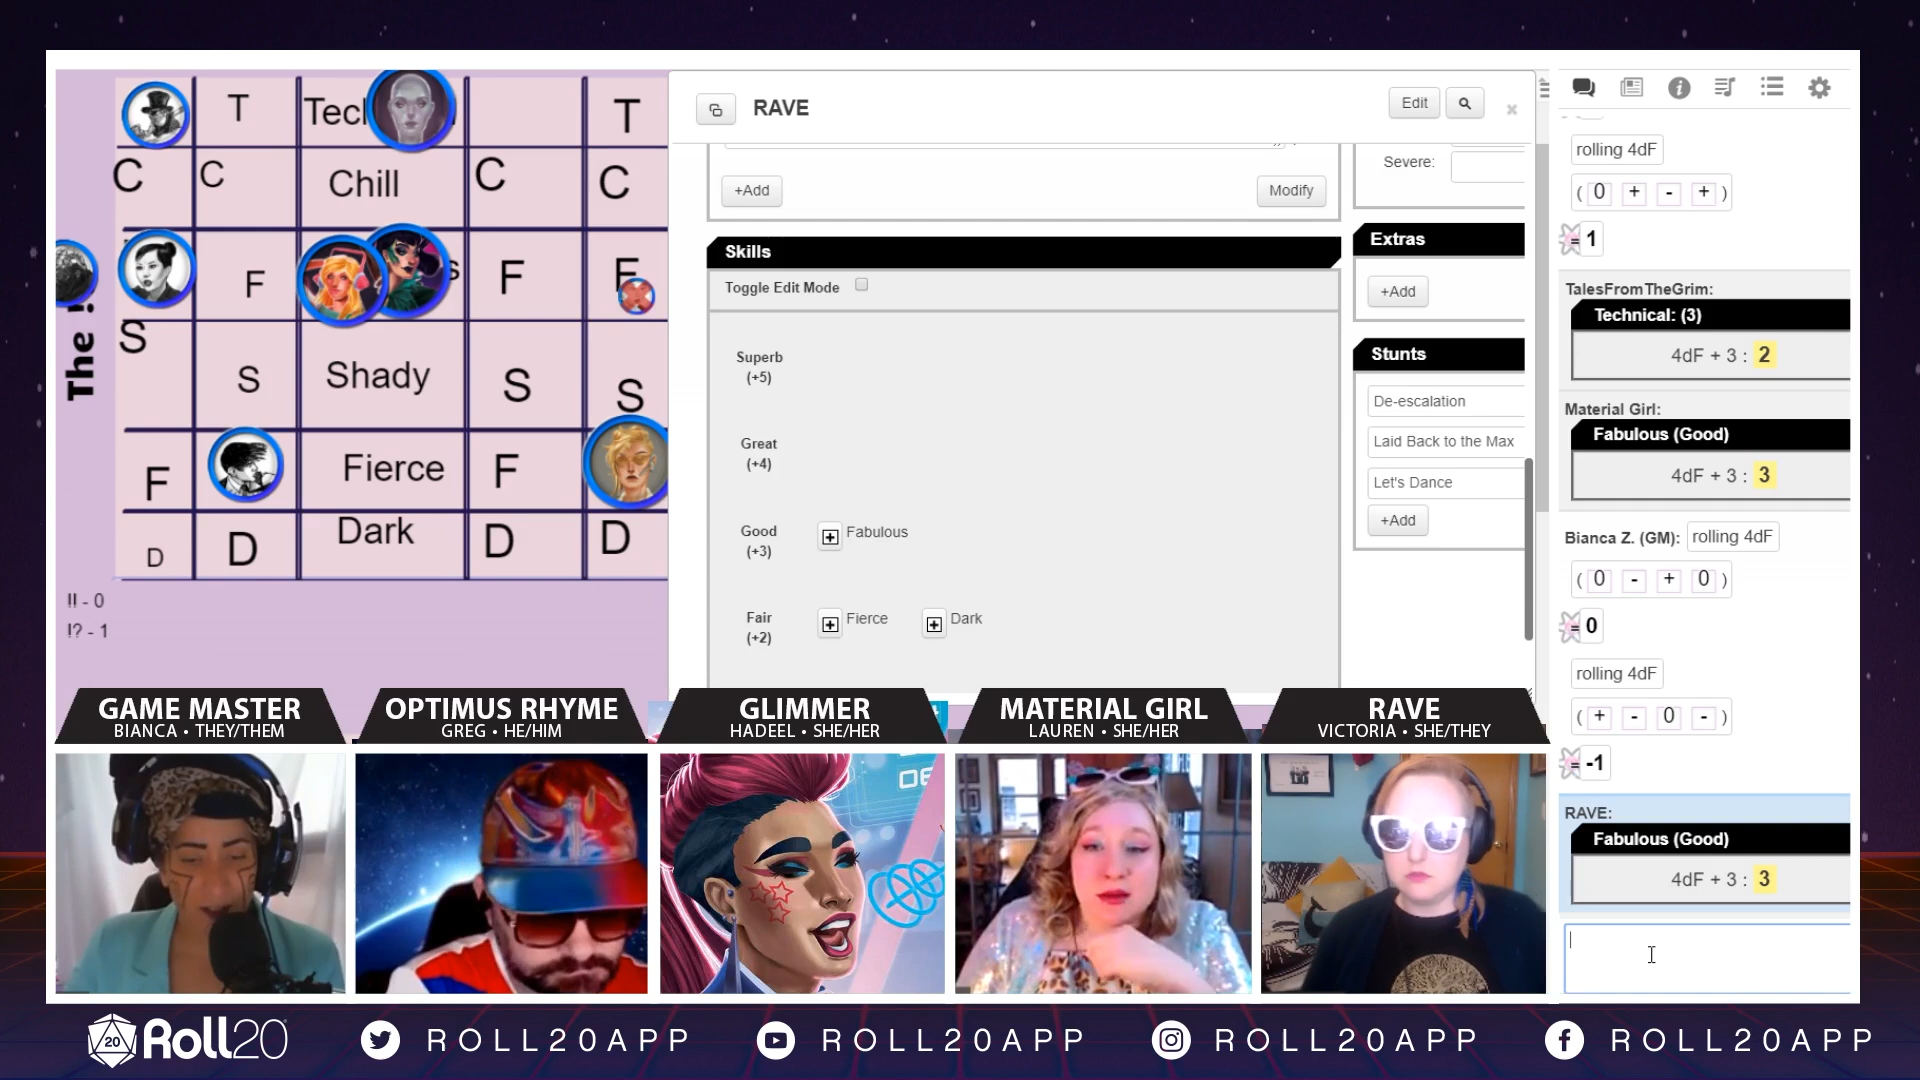 T
Tech
T
C
C
Chill
C
C
F
s
F
F
S
S
Shady
S
S
F
Fierce
F
D
D
Dark
D
D
The !
!! - 0
!? - 1
RAVE
Edit
Severe:
+Add
Modify
Skills
Toggle Edit Mode
Superb
(+5)
Great
(+4)
Good
(+3)
Fabulous
Fair
(+2)
Fierce
Dark
Extras
+Add
Stunts
De-escalation
Laid Back to the Max
Let's Dance
+Add
rolling 4dF
( 0 + - + )
= 1
TalesFromTheGrim:
Technical: (3)
4dF + 3 : 2
Material Girl:
Fabulous (Good)
4dF + 3 : 3
Bianca Z. (GM): rolling 4dF
( 0 - + 0 )
= 0
rolling 4dF
( + - 0 - )
= -1
RAVE:
Fabulous (Good)
4dF + 3 : 3
GAME MASTER
BIANCA • THEY/THEM
OPTIMUS RHYME
GREG • HE/HIM
GLIMMER
HADEEL • SHE/HER
MATERIAL GIRL
LAUREN • SHE/HER
RAVE
VICTORIA • SHE/THEY
06
20
Roll20
ROLL20APP
ROLL20APP
ROLL20APP
ROLL20APP